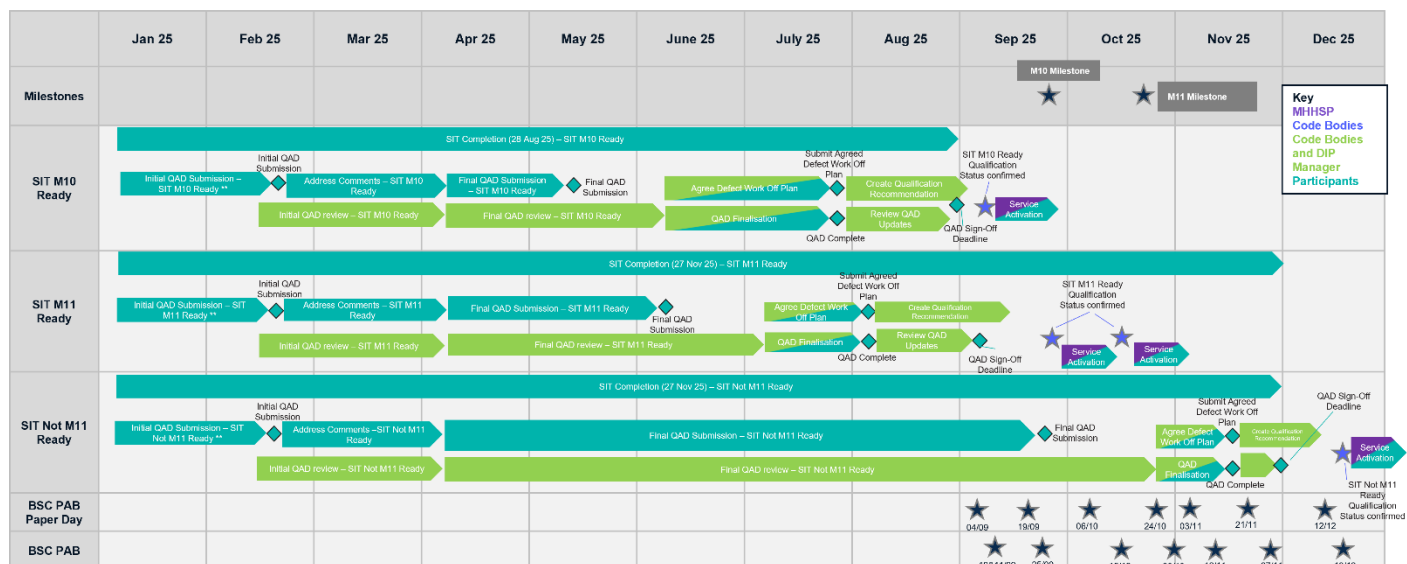 Jan 25
Feb 25
Mar 25
Apr 25
May 25
June 25
July 25
Aug 25
Sep 25
Oct 25
Nov 25
Dec 25
Milestones
M10 Milestone
M11 Milestone
Key
MHHSP
Code Bodies
Code Bodies
and DIP
Manager
Participants
SIT M10
Ready
SIT Completion (28 Aug 25) – SIT M10 Ready
Initial QAD Submission –
SIT M10 Ready **
Initial QAD
Submission
Address Comments – SIT M10
Ready
Final QAD Submission
– SIT M10 Ready
Final QAD
Submission
Agree Defect Work Off Plan
Submit Agreed
Defect Work Off
Plan
Create Qualification
Recommendation
SIT M10 Ready
Qualification
Status confirmed
Service
Activation
Initial QAD review – SIT M10 Ready
Final QAD review – SIT M10 Ready
QAD Finalisation
QAD Complete
Review QAD
Updates
QAD Sign-Off
Deadline
SIT M11
Ready
SIT Completion (27 Nov 25) – SIT M11 Ready
Initial QAD Submission – SIT
M11 Ready **
Initial QAD
Submission
Address Comments – SIT M11
Ready
Final QAD Submission – SIT M11 Ready
Final QAD
Submission
Agree Defect Work
Off Plan
Submit Agreed
Defect Work Off
Plan
Create Qualification
Recommendation
SIT M11 Ready
Qualification
Status confirmed
Service
Activation
Service
Activation
Initial QAD review – SIT M11 Ready
Final QAD review – SIT M11 Ready
QAD Finalisation
QAD Complete
Review QAD
Updates
QAD Sign-Off
Deadline
SIT Not M11
Ready
SIT Completion (27 Nov 25) – SIT Not M11 Ready
Initial QAD Submission – SIT
Not M11 Ready **
Initial QAD
Submission
Address Comments –SIT Not M11
Ready
Final QAD Submission – SIT Not M11 Ready
Final QAD
Submission
Agree Defect
Work Off Plan
Submit Agreed
Defect Work Off
Plan
Create Qualification
Recommendation
QAD Sign-Off
Deadline
Service
Activation
Initial QAD review – SIT Not M11 Ready
Final QAD review – SIT Not M11 Ready
QAD
Finalisation
QAD Complete
SIT Not M11
Ready
Qualification
Status confirmed
BSC PAB
Paper Day
04/09
19/09
06/10
24/10
03/11
21/11
12/12
BSC PAB